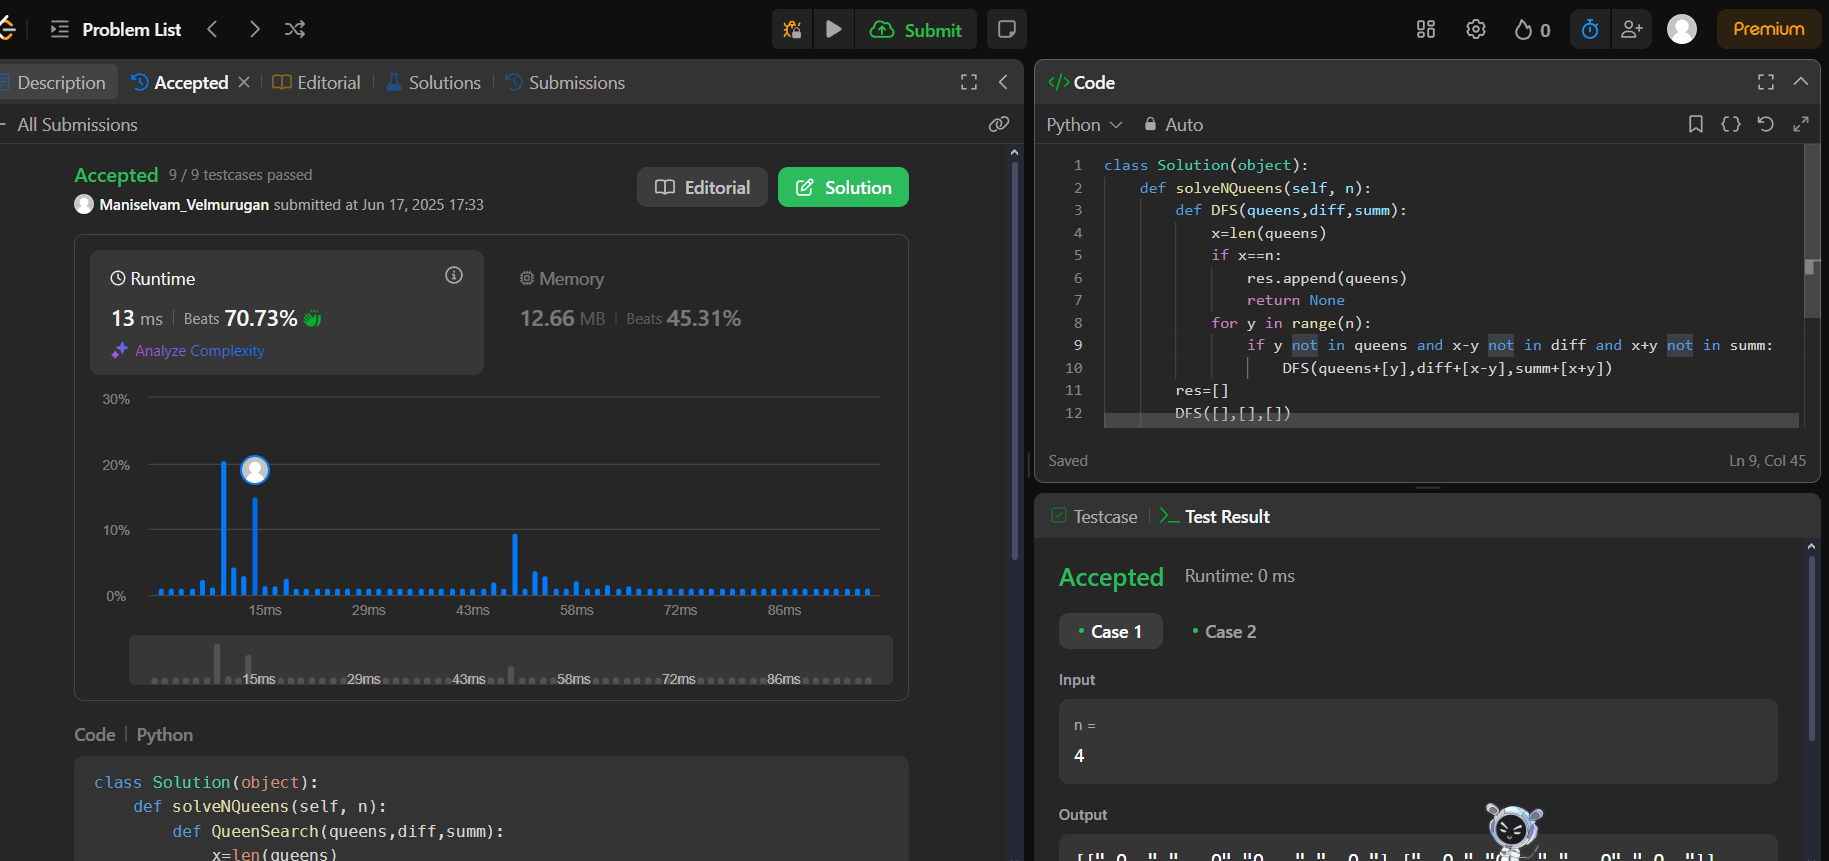 Problem List
Submit
0
Premium
Description
Accepted
Editorial
Solutions
Submissions
All Submissions
Accepted 9 / 9 testcases passed
Maniselvam_Velmurugan submitted at Jun 17, 2025 17:33
Editorial
Solution
Runtime
13 ms | Beats 70.73%
Analyze Complexity
Memory
12.66 MB | Beats 45.31%
30%
20%
10%
0%
15ms 29ms 43ms 58ms 72ms 86ms
15ms 29ms 43ms 58ms 72ms 86ms
Code | Python
class Solution(object):
def solveNQueens(self, n):
def QueenSearch(queens,diff,summ):
x=len(queens)
</> Code
Python Auto
1 class Solution(object):
2 def solveNQueens(self, n):
3 def DFS(queens,diff,summ):
4 x=len(queens)
5 if x==n:
6 res.append(queens)
7 return None
8 for y in range(n):
9 if y not in queens and x-y not in diff and x+y not in summ:
10 DFS(queens+[y],diff+[x-y],summ+[x+y])
11 res=[]
12 DFS([],[],[])
Saved
Ln 9, Col 45
Testcase
Test Result
Accepted Runtime: 0 ms
Case 1
Case 2
Input
n =
4
Output